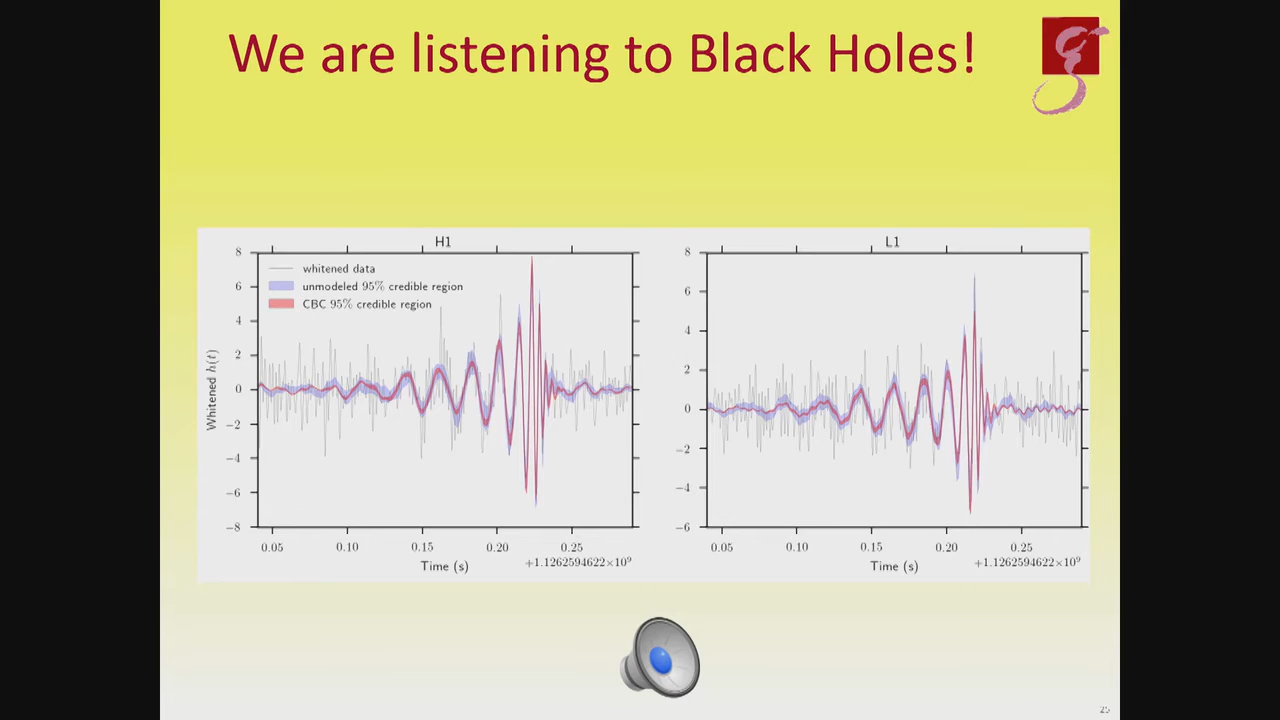 We are listening to Black Holes!
H1
8
6
4
2
0
−2
−4
−6
−8
whitened data
unmodeled 95% credible region
CBC 95% credible region
Whitened h(t)
0.05 0.10 0.15 0.20 0.25
Time (s)
+1.1262594622×10⁹
L1
8
6
4
2
0
−2
−4
−6
0.05 0.10 0.15 0.20 0.25
Time (s)
+1.1262594622×10⁹